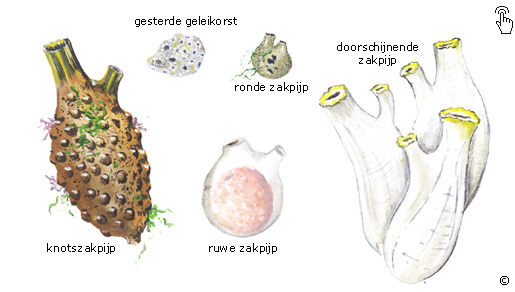 gesterde geleikorst
doorschijnende
zakpijp
ronde zakpijp
knotszakpijp
ruwe zakpijp
©